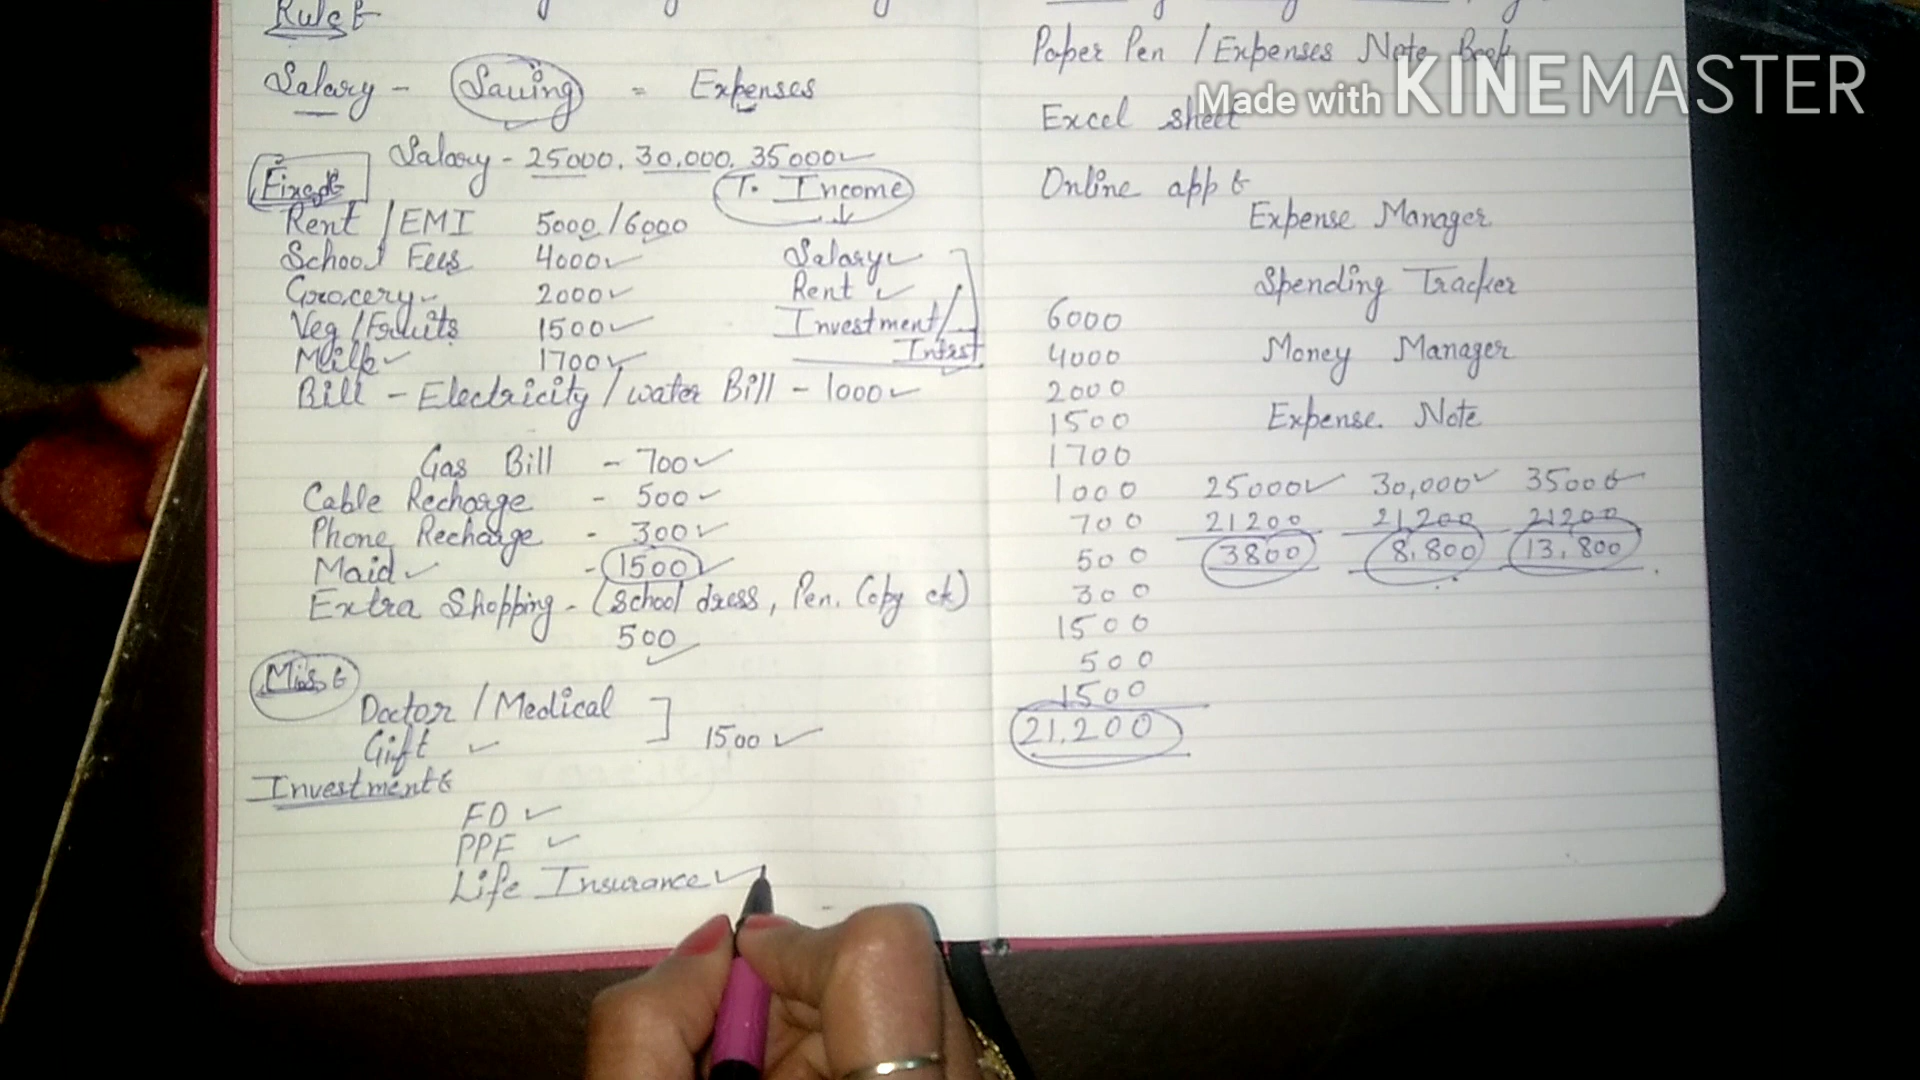 Rule
Salary - Saving = Expenses
Salary - 25000. 30,000. 35000
Fixed
T. Income
Rent / EMI 5000/6000
School Fees 4000
Salary
Grocery 2000
Rent
Veg/Fruits 1500
Investment/
Intrst
Milk 1700
Bill - Electricity / water Bill - 1000
Gas Bill - 700
Cable Recharge - 500
Phone Recharge - 300
Maid - 1500
Extra Shopping - (School dress, Pen. Copy
500
Mis.
Doctor / Medical
Gift
1500
Investment
FD
PPF
Life Insurance
Paper Pen / Expenses Note Book
Made with KINEMASTER
Excel sheet
Online app
Expense Manager
Spending Tracker
Money Manager
Expense. Note
6000
4000
2000
1500
1700
1000
700
500
300
1500
500
1500
21,200
25000 30,000 35000
21200 21,200 21200
3800 8,800 13,800